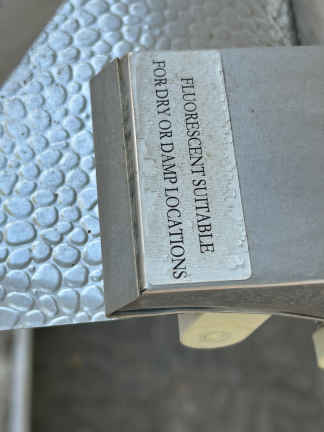 FLUORESCENT SUITABLE
FOR DRY OR DAMP LOCATIONS